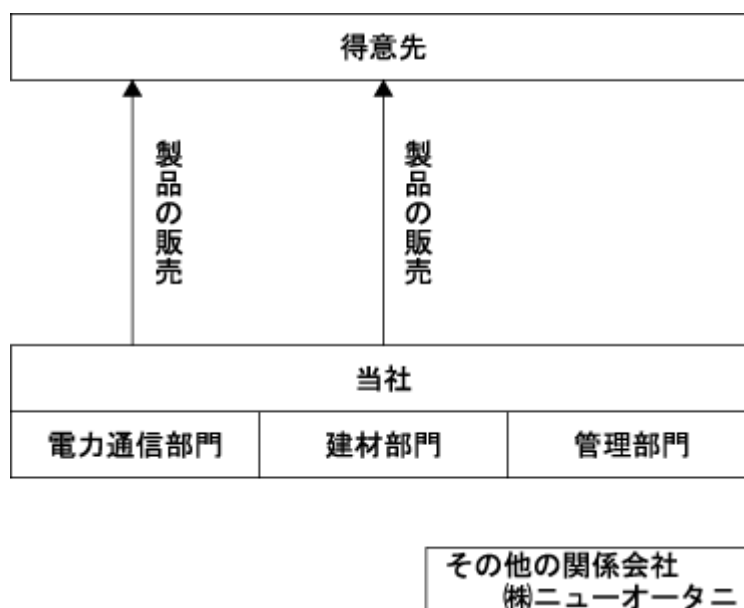 得意先
製品の販売
製品の販売
当社
電力通信部門
建材部門
管理部門
その他の関係会社
㈱ニューオータニ